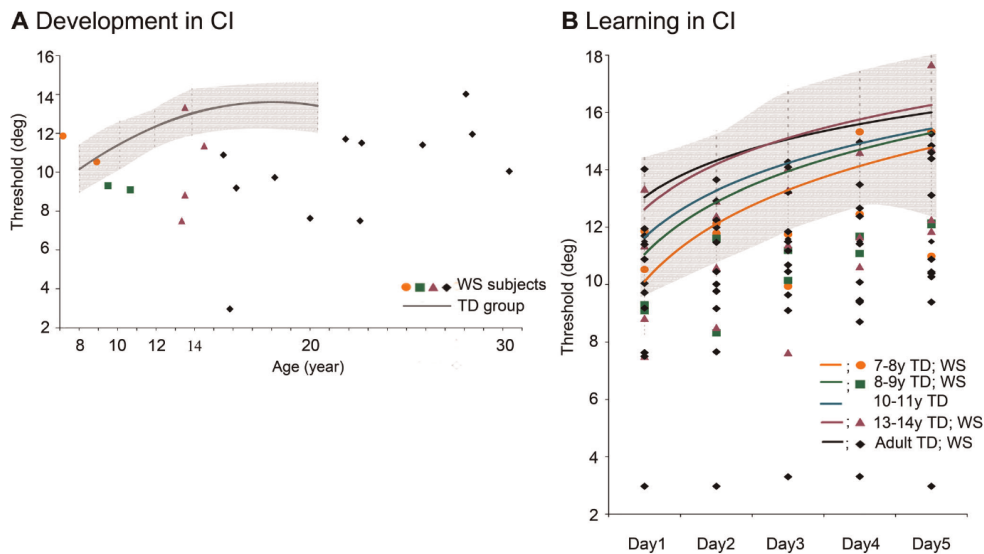 A Development in CI
16
14
12
10
8
6
4
2
Threshold (deg)
WS subjects
TD group
8 10 12 14 20 30
Age (year)
B Learning in CI
18
16
14
12
10
8
6
4
2
Threshold (deg)
; 7-8y TD; WS
; 8-9y TD; WS
10-11y TD
; 13-14y TD; WS
; Adult TD; WS
Day1 Day2 Day3 Day4 Day5